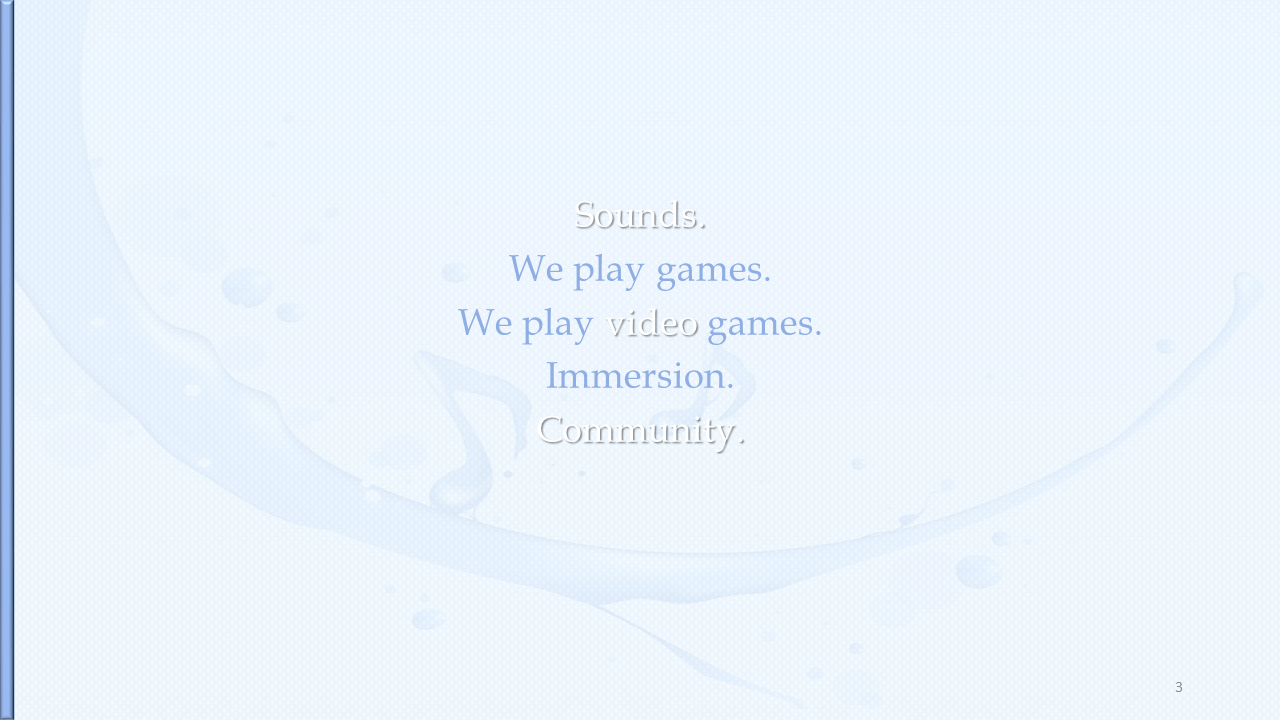 Sounds.
We play games.
We play video games.
Immersion.
Community.
3